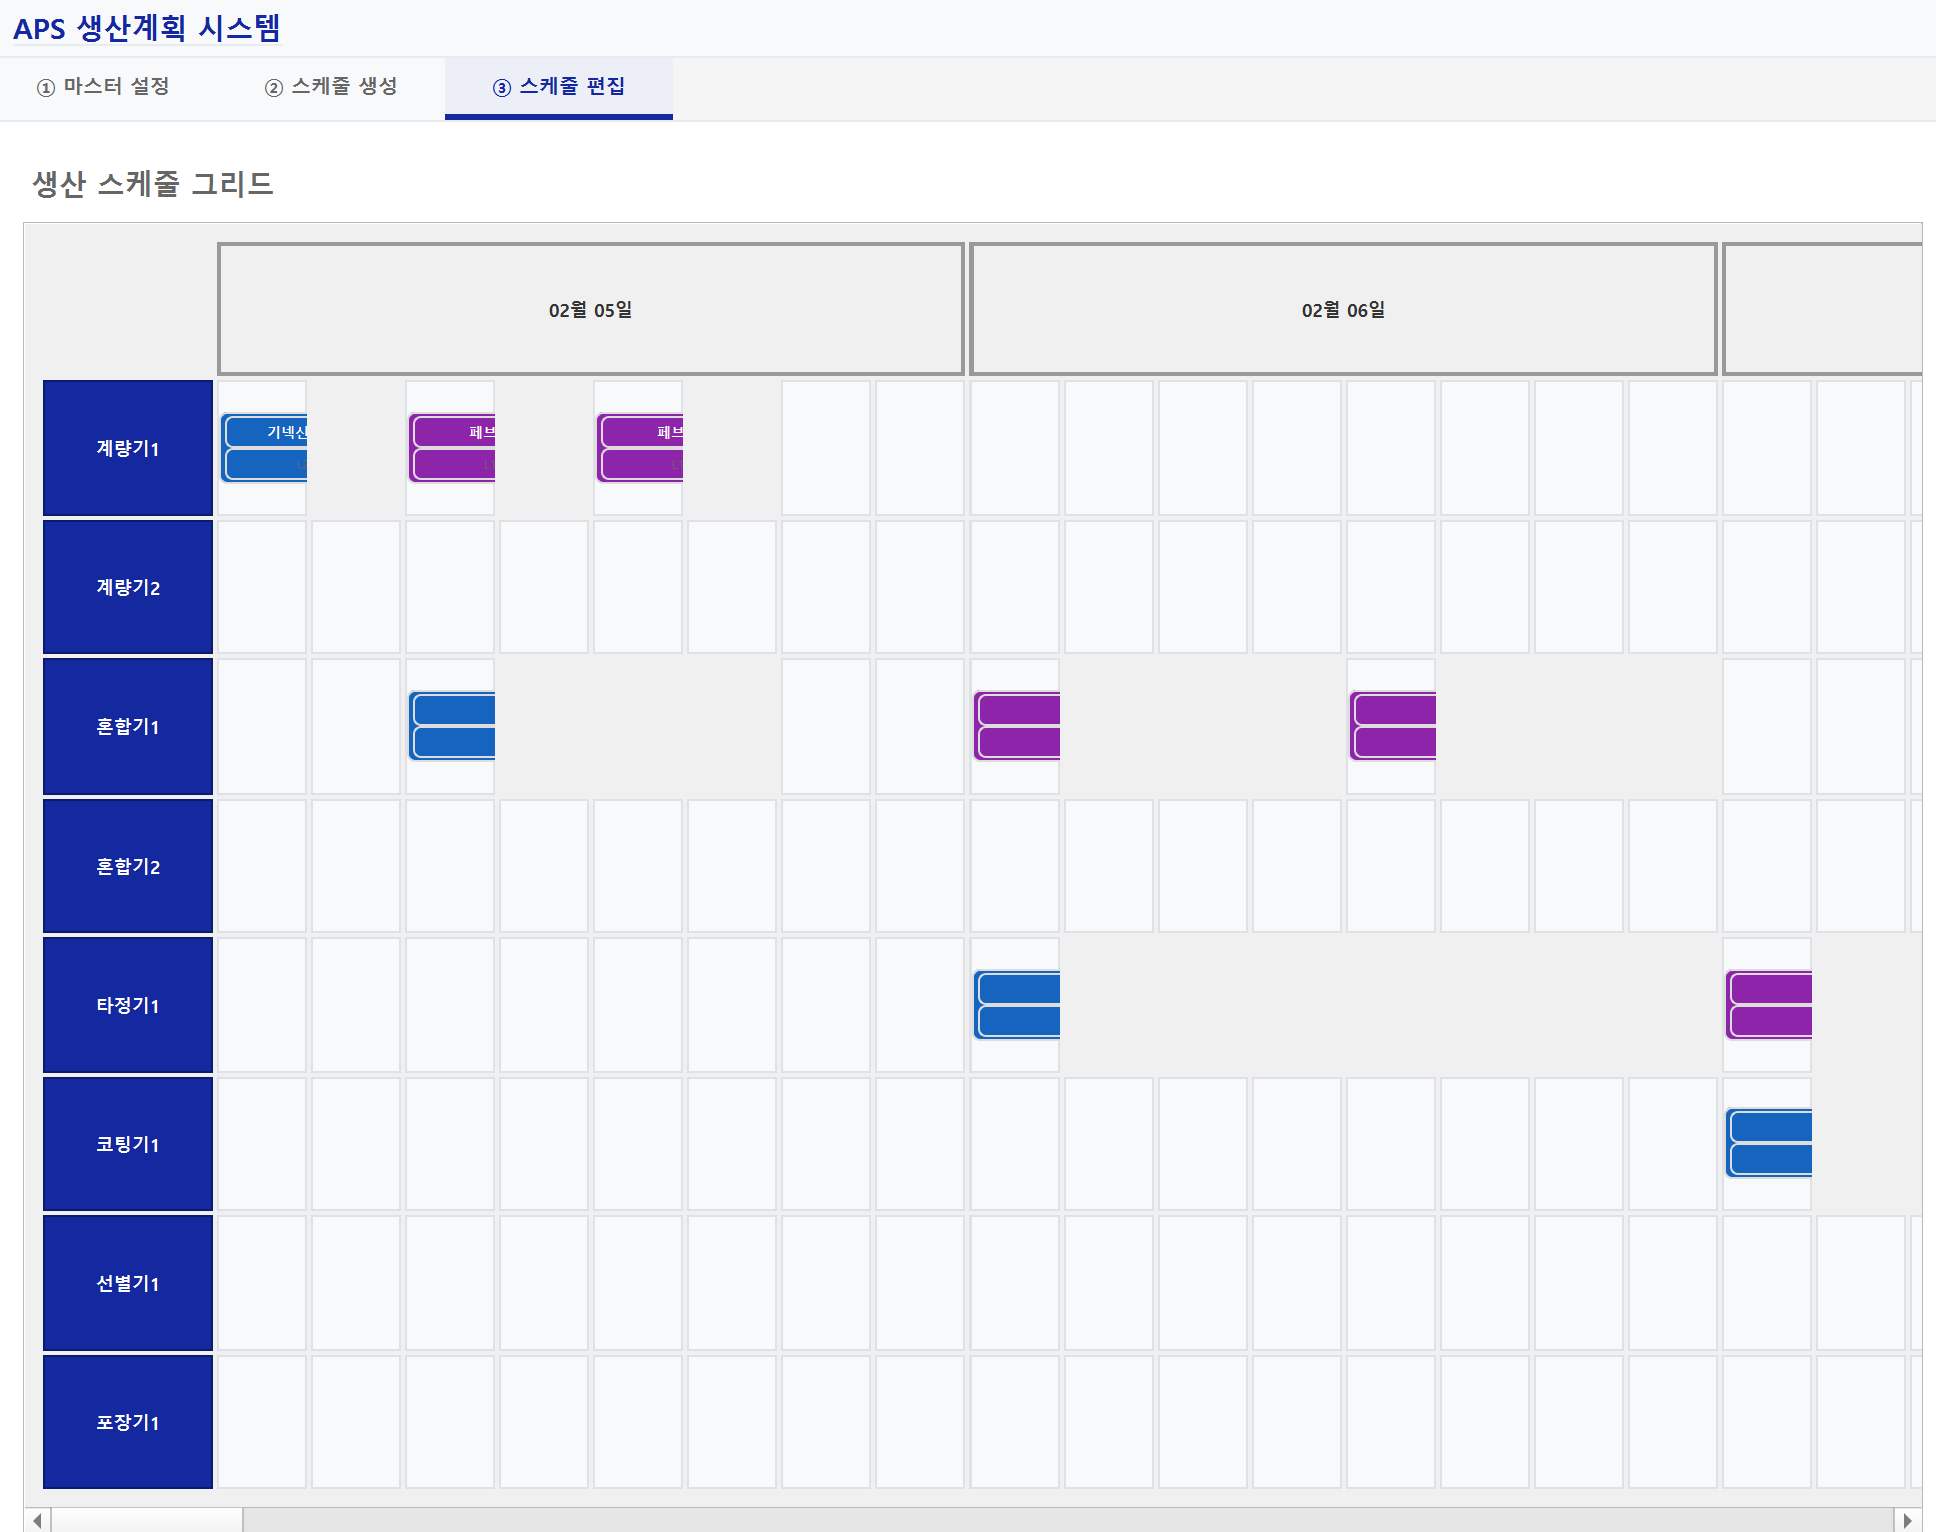 APS 생산계획 시스템
① 마스터 설정
② 스케줄 생성
③ 스케줄 편집
생산 스케줄 그리드
02월 05일
02월 06일
계량기1
기넥신
페브
페브
계량기2
혼합기1
혼합기2
타정기1
코팅기1
선별기1
포장기1